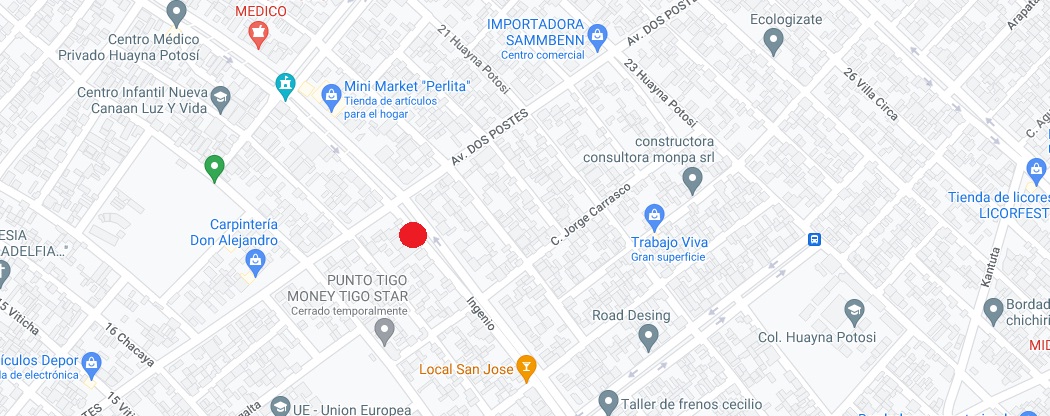 MEDICO
Centro Médico
Privado Huayna Potosí
21 Huayna Potosi
IMPORTADORA
SAMMBENN
Centro comercial
Av. DOS POSTES
Ecologizate
Mini Market "Perlita"
Tienda de artículos
para el hogar
Centro Infantil Nueva
Canaan Luz Y Vida
23 Huayna Potosi
26 Villa Circa
Av. DOS POSTES
constructora
consultora monpa srl
Tienda de licores
LICORFEST
C. Jorge Carrasco
Carpintería
Don Alejandro
ESIA
ADELFIA..."
Trabajo Viva
Gran superficie
Kantuta
PUNTO TIGO
MONEY TIGO STAR
Cerrado temporalmente
15 Viticha
16 Chacaya
Ingenio
Road Desing
Col. Huayna Potosi
Bordad
chichiri
MID
ículos Depor
da de electrónica
Local San Jose
UE - Union Europea
Taller de frenos cecilio
POSTES